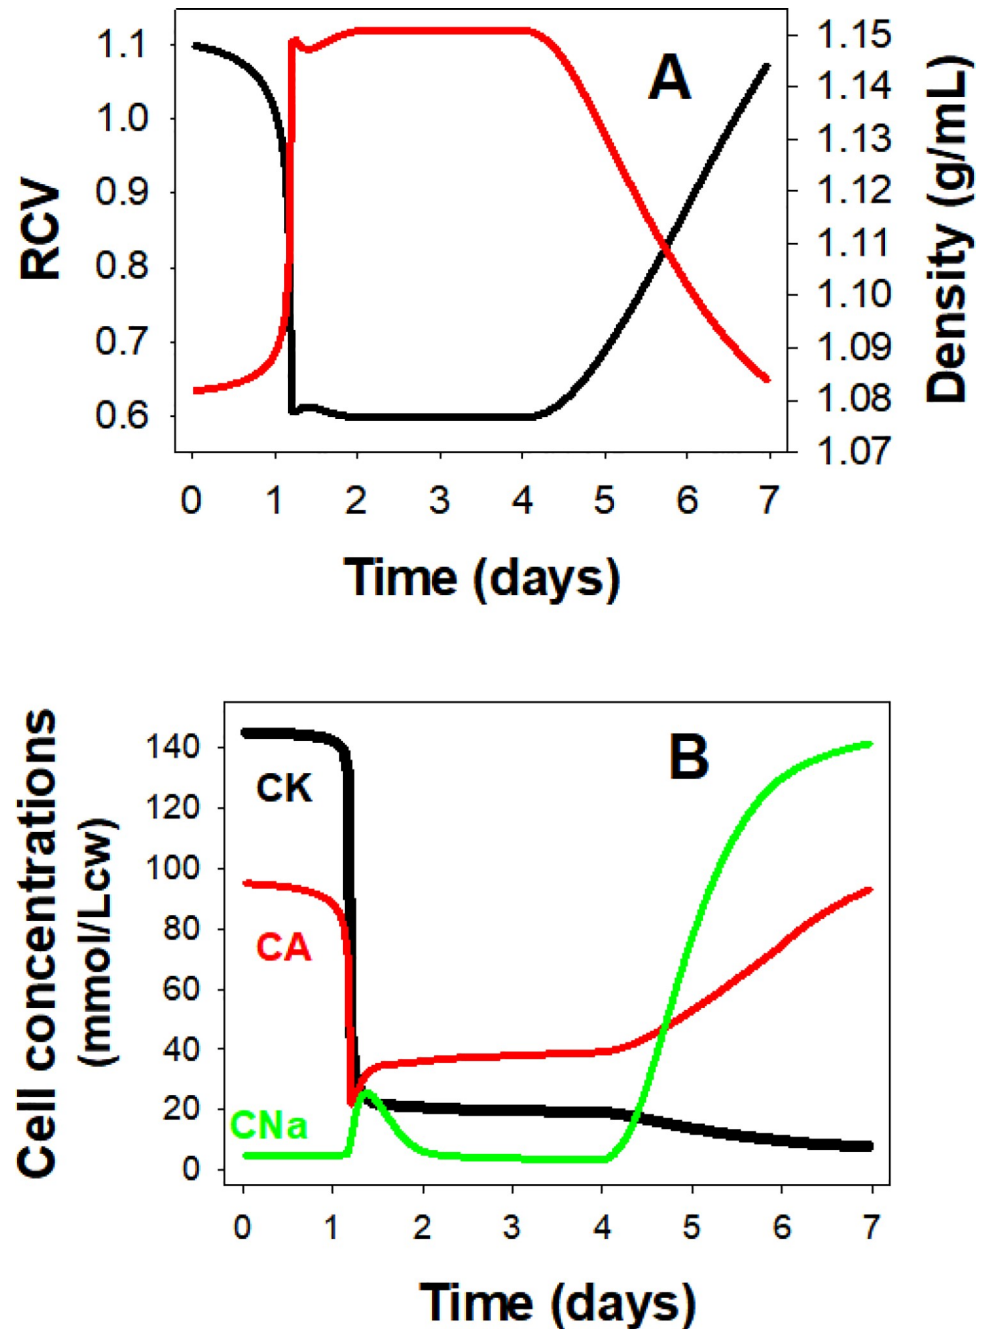 A
RCV
1.1
1.0
0.9
0.8
0.7
0.6
1.15
1.14
1.13
1.12
1.11
1.10
1.09
1.08
1.07
Density (g/mL)
0 1 2 3 4 5 6 7
Time (days)
B
Cell concentrations
(mmol/Lcw)
140
120
100
80
60
40
20
0
CK
CA
CNa
0 1 2 3 4 5 6 7
Time (days)